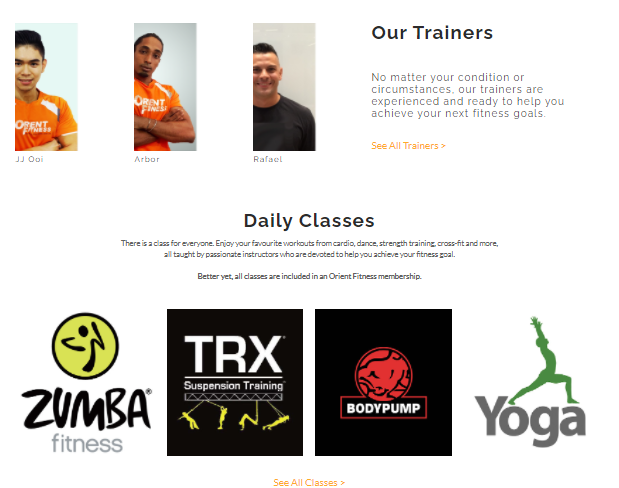 Our Trainers
No matter your condition or
circumstances, our trainers are
experienced and ready to help you
achieve your next fitness goals.
See All Trainers >
ORENT
FITNESS
ORENT
FITNESS
JJ Ooi
Arbor
Rafael
Daily Classes
There is a class for everyone. Enjoy your favourite workouts from cardio, dance, strength training, cross-fit and more,
all taught by passionate instructors who are devoted to help you achieve your fitness goal.
Better yet, all classes are included in an Orient Fitness membership.
ZUMBA®
fitness
TRX®
Suspension Training®
BODYPUMP
Yoga
See All Classes >